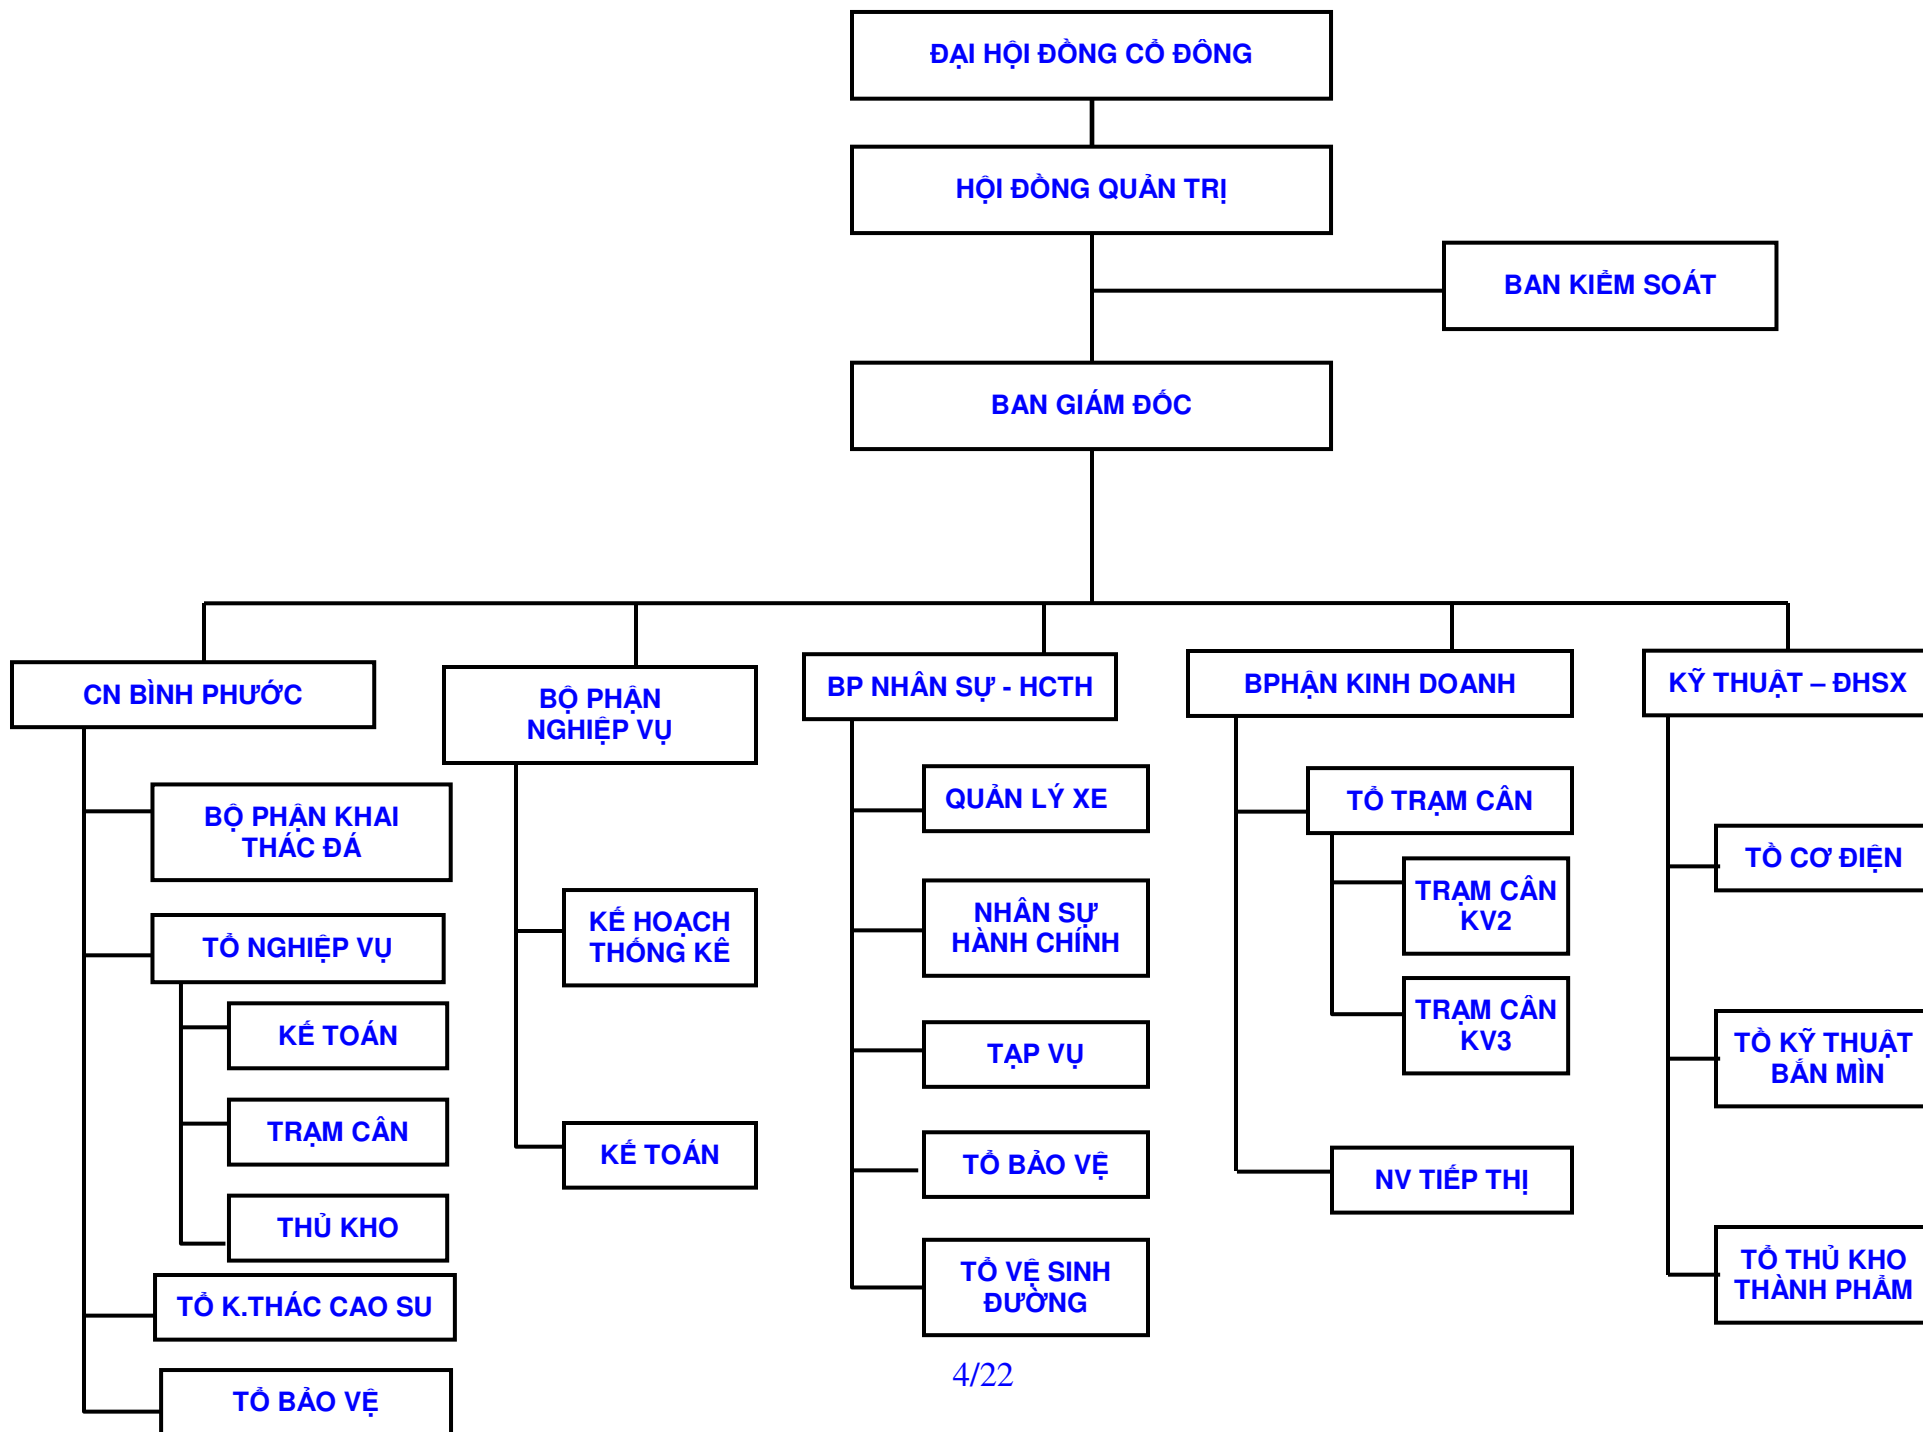 ĐẠI HỘI ĐỒNG CỔ ĐÔNG
HỘI ĐỒNG QUẢN TRỊ
BAN KIỂM SOÁT
BAN GIÁM ĐỐC
CN BÌNH PHƯỚC
BỘ PHẬN KHAI
THÁC ĐÁ
TỔ NGHIỆP VỤ
KẾ TOÁN
TRẠM CÂN
THỦ KHO
TỔ K.THÁC CAO SU
TỔ BẢO VỆ
BỘ PHẬN
NGHIỆP VỤ
KẾ HOẠCH
THỐNG KÊ
KẾ TOÁN
BP NHÂN SỰ - HCTH
QUẢN LÝ XE
NHÂN SỰ
HÀNH CHÍNH
TẠP VỤ
TỔ BẢO VỆ
TỔ VỆ SINH
ĐƯỜNG
BPHẬN KINH DOANH
TỔ TRẠM CÂN
TRẠM CÂN
KV2
TRẠM CÂN
KV3
NV TIẾP THỊ
KỸ THUẬT – ĐHSX
TỔ CƠ ĐIỆN
TỔ KỸ THUẬT
BẮN MÌN
TỔ THỦ KHO
THÀNH PHẨM
4/22